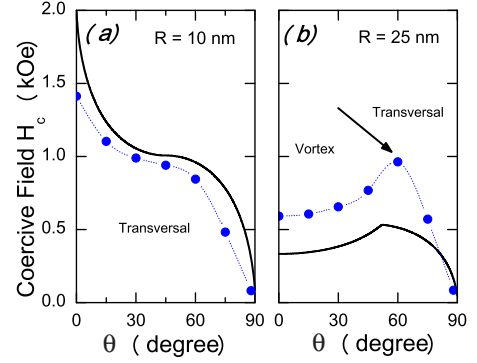 (a)
R = 10 nm
(b)
R = 25 nm
Transversal
Vortex
Transversal
Coercive Field H_c ( kOe)
2.0
1.5
1.0
0.5
0.0
0 30 60 90
0 30 60 90
θ ( degree)
θ ( degree)